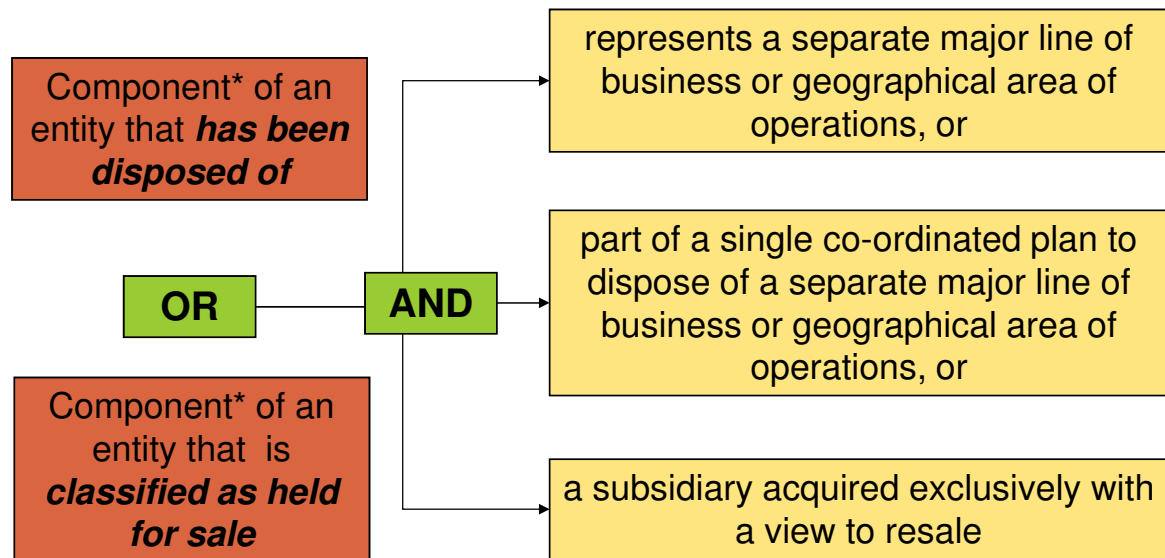 Component* of an
entity that has been
disposed of
OR
Component* of an
entity that is
classified as held
for sale
AND
represents a separate major line of
business or geographical area of
operations, or
part of a single co-ordinated plan to
dispose of a separate major line of
business or geographical area of
operations, or
a subsidiary acquired exclusively with
a view to resale